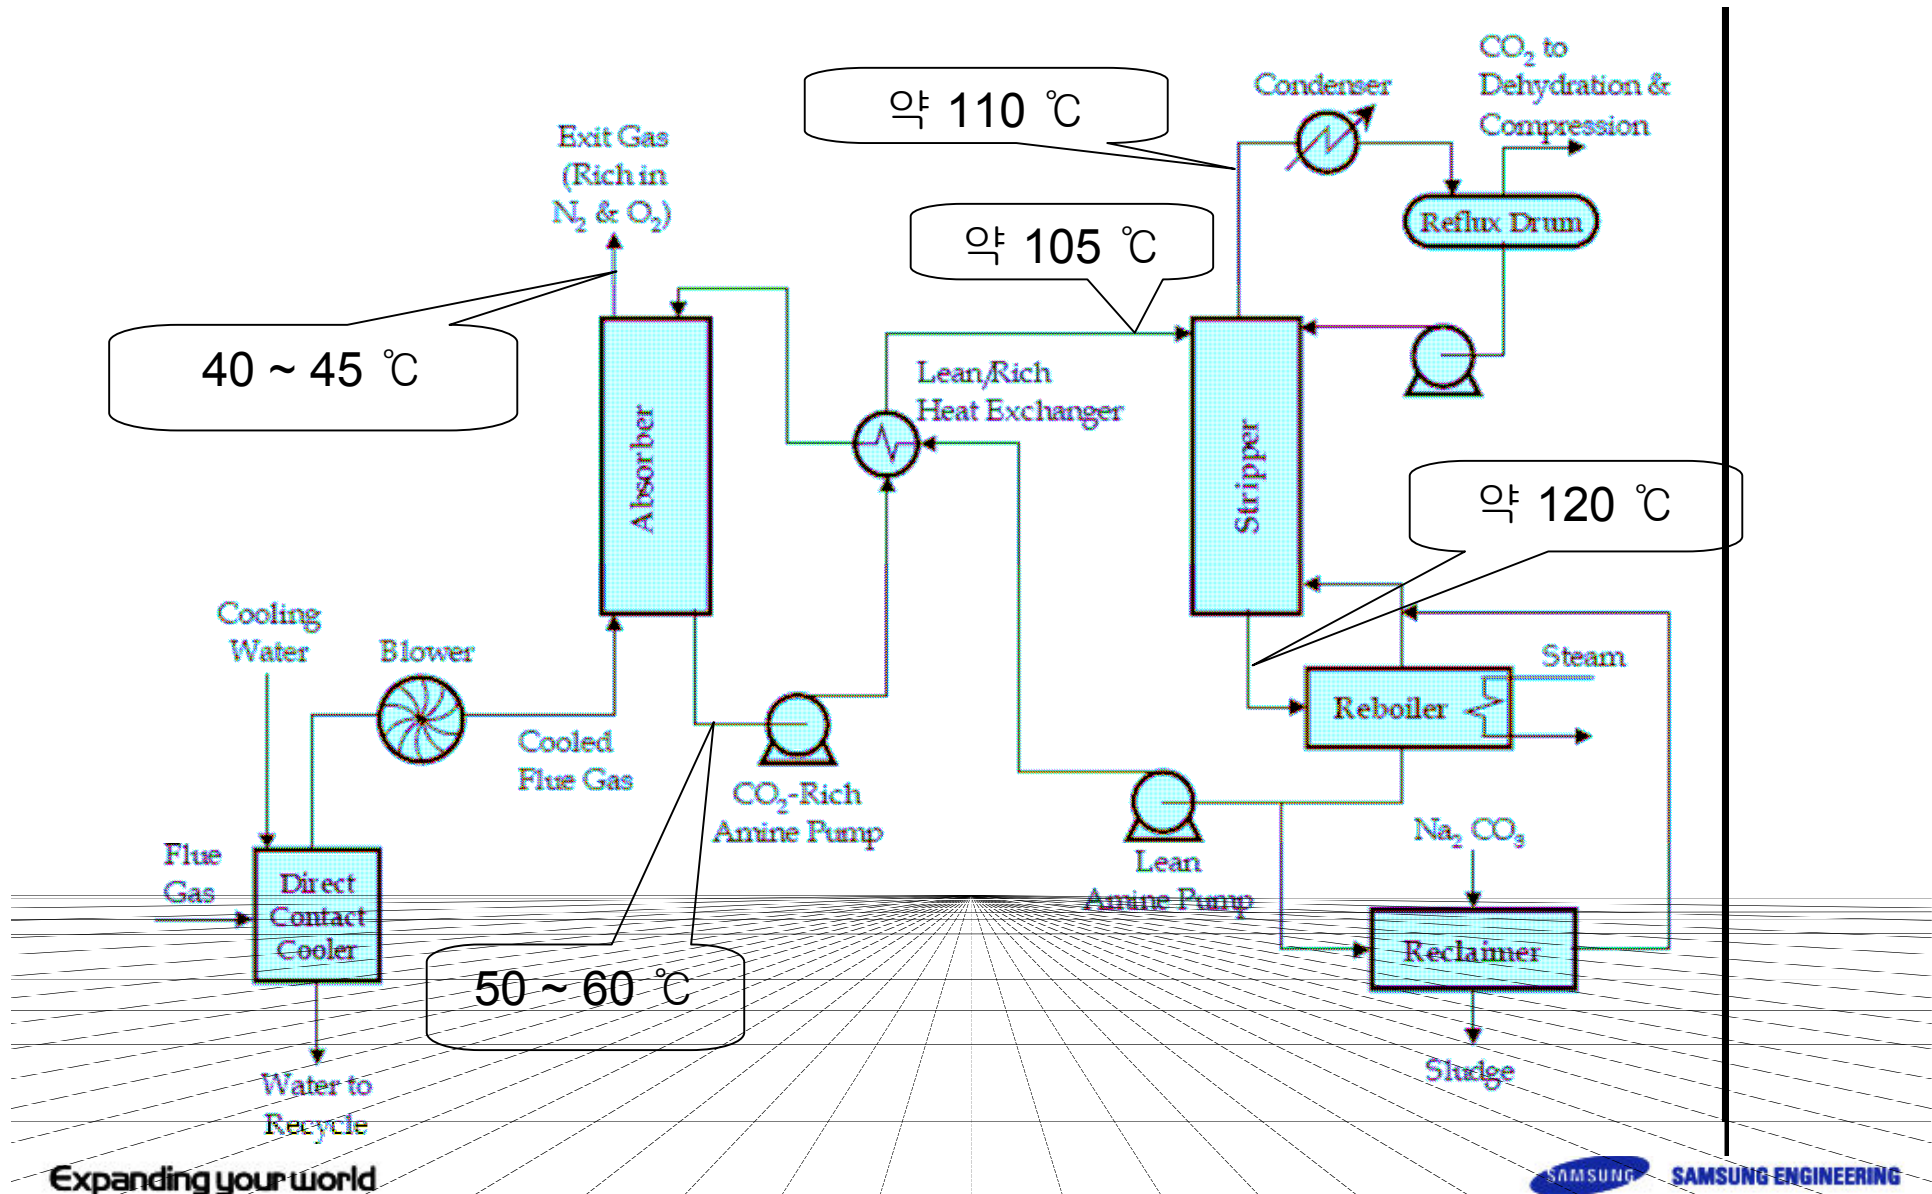 약 110 ℃
Condenser
CO₂ to
Dehydration &
Compression
Exit Gas
(Rich in
N₂ & O₂)
약 105 ℃
Reflux Drum
40 ~ 45 ℃
Lean/Rich
Heat Exchanger
Absorber
Stripper
약 120 ℃
Cooling
Water
Blower
Steam
Reboiler
Cooled
Flue Gas
CO₂-Rich
Amine Pump
Na₂ CO₃
Lean
Amine Pump
Flue
Gas
Direct
Contact
Cooler
Reclaimer
50 ~ 60 ℃
Sludge
Water to
Recycle
Expanding your world
SAMSUNG
SAMSUNG ENGINEERING